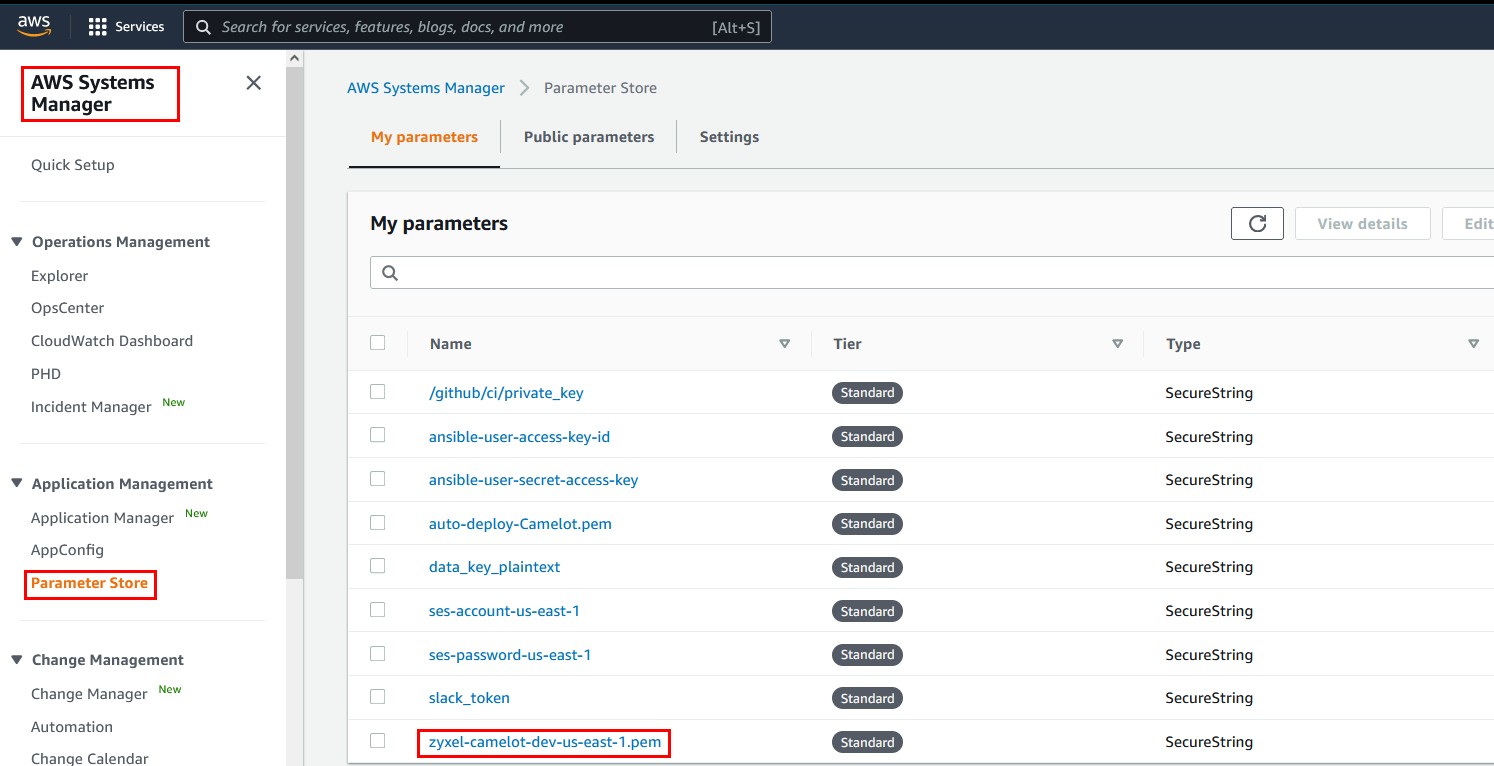 aws
Services
Search for services, features, blogs, docs, and more
[Alt+S]
AWS Systems
Manager
Quick Setup
Operations Management
Explorer
OpsCenter
CloudWatch Dashboard
PHD
Incident Manager New
Application Management
Application Manager New
AppConfig
Parameter Store
Change Management
Change Manager New
Automation
Change Calendar
AWS Systems Manager Parameter Store
My parameters Public parameters Settings
My parameters
View details Edit
Name Tier Type
/github/ci/private_key Standard SecureString
ansible-user-access-key-id Standard SecureString
ansible-user-secret-access-key Standard SecureString
auto-deploy-Camelot.pem Standard SecureString
data_key_plaintext Standard SecureString
ses-account-us-east-1 Standard SecureString
ses-password-us-east-1 Standard SecureString
slack_token Standard SecureString
zyxel-camelot-dev-us-east-1.pem Standard SecureString